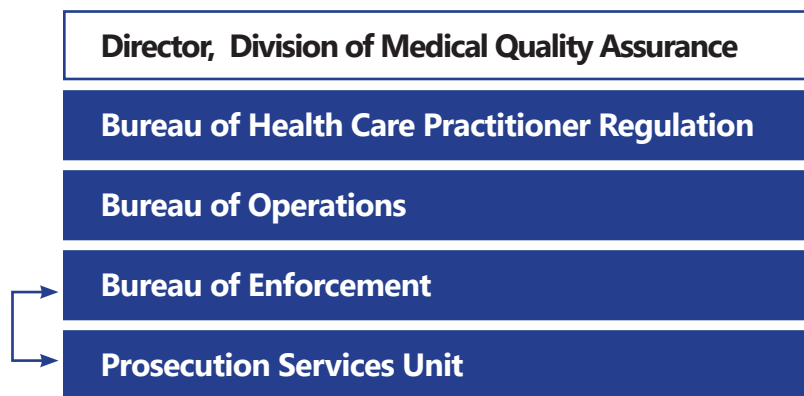 Director, Division of Medical Quality Assurance
Bureau of Health Care Practitioner Regulation
Bureau of Operations
Bureau of Enforcement
Prosecution Services Unit